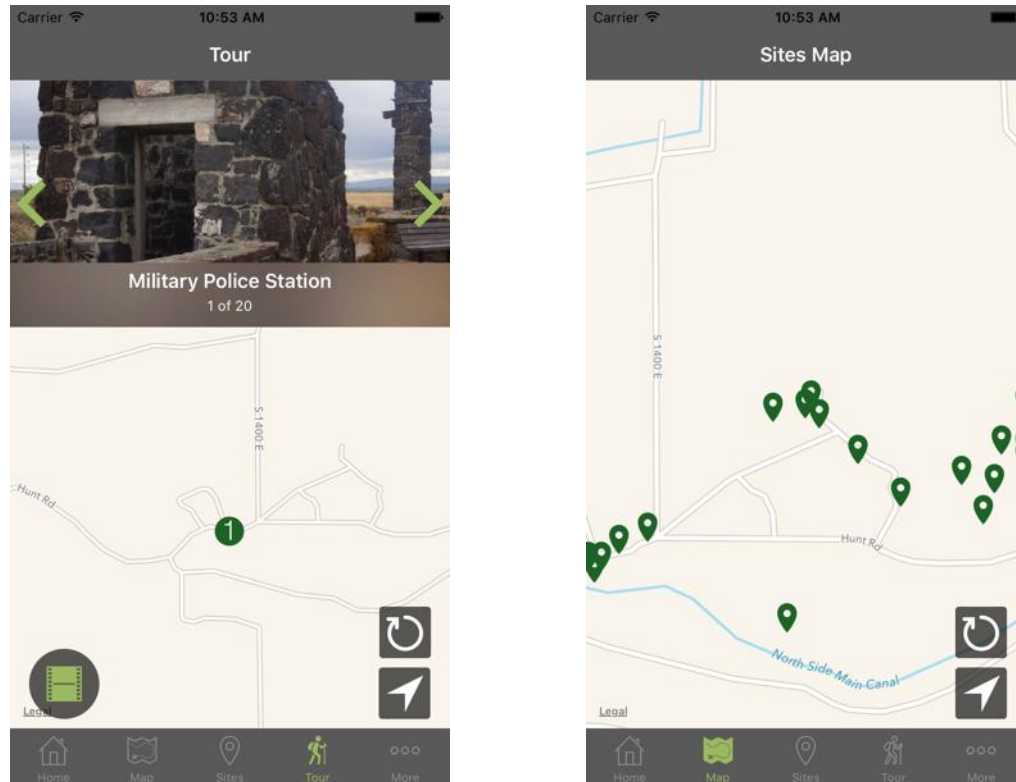 Carrier 10:53 AM
Tour
Military Police Station
1 of 20
S 1400 E
Hunt Rd
1
Legal
Home Map Sites Tour More
Carrier 10:53 AM
Sites Map
S 1400 E
Hunt Rd
North Side Main Canal
Legal
Home Map Sites Tour More